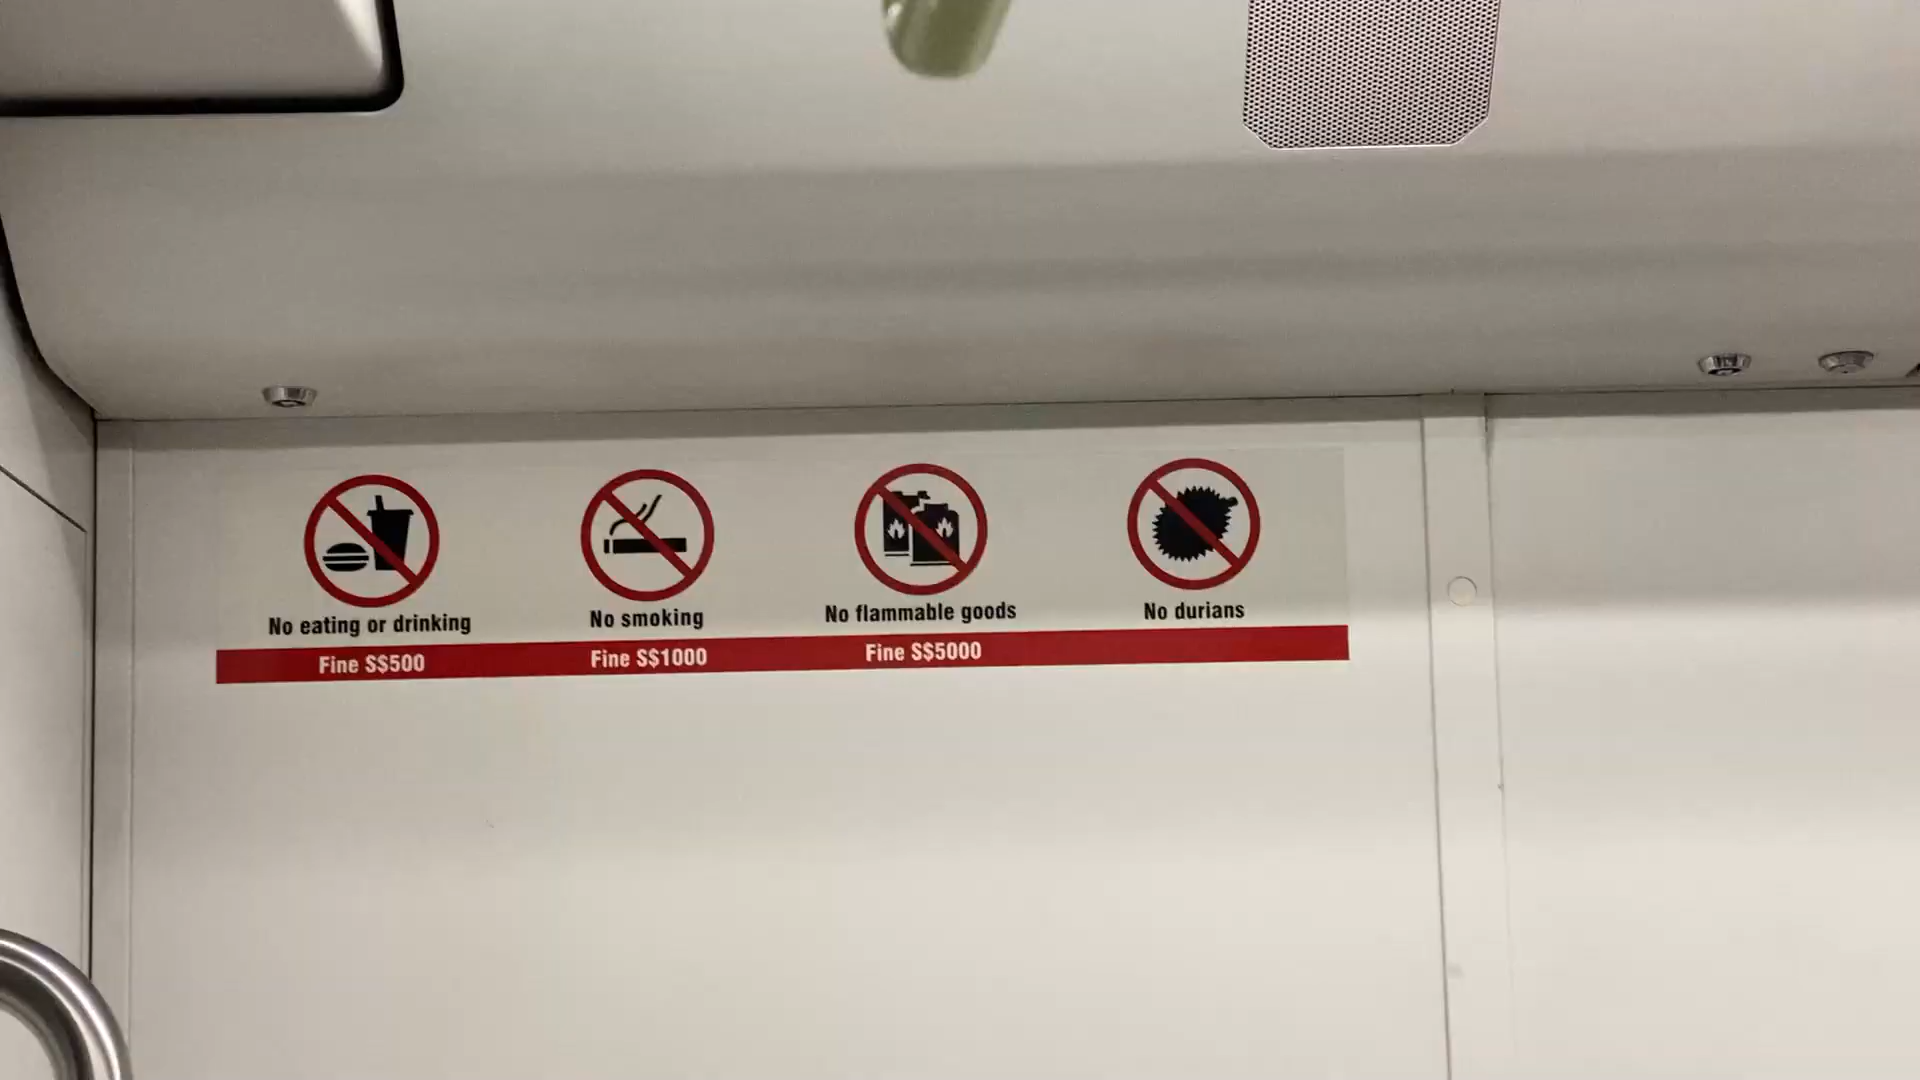 No eating or drinking
No smoking
No flammable goods
No durians
Fine S$500
Fine S$1000
Fine S$5000